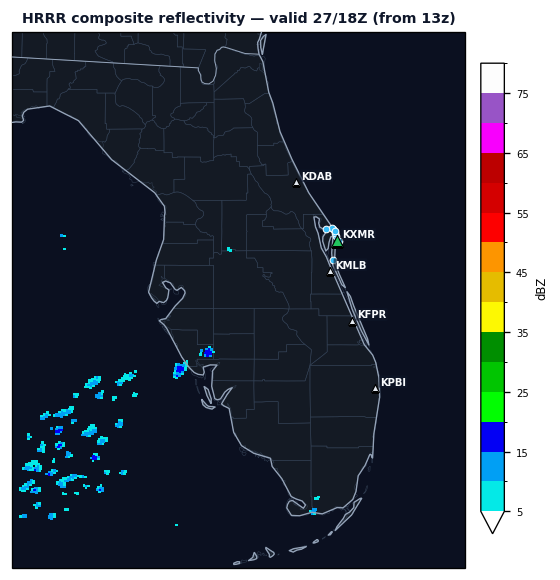 HRRR composite reflectivity — valid 27/18Z (from 13z)
KDAB
KXMR
KMLB
KFPR
KPBI
75
65
55
45
35
25
15
5
dBZ